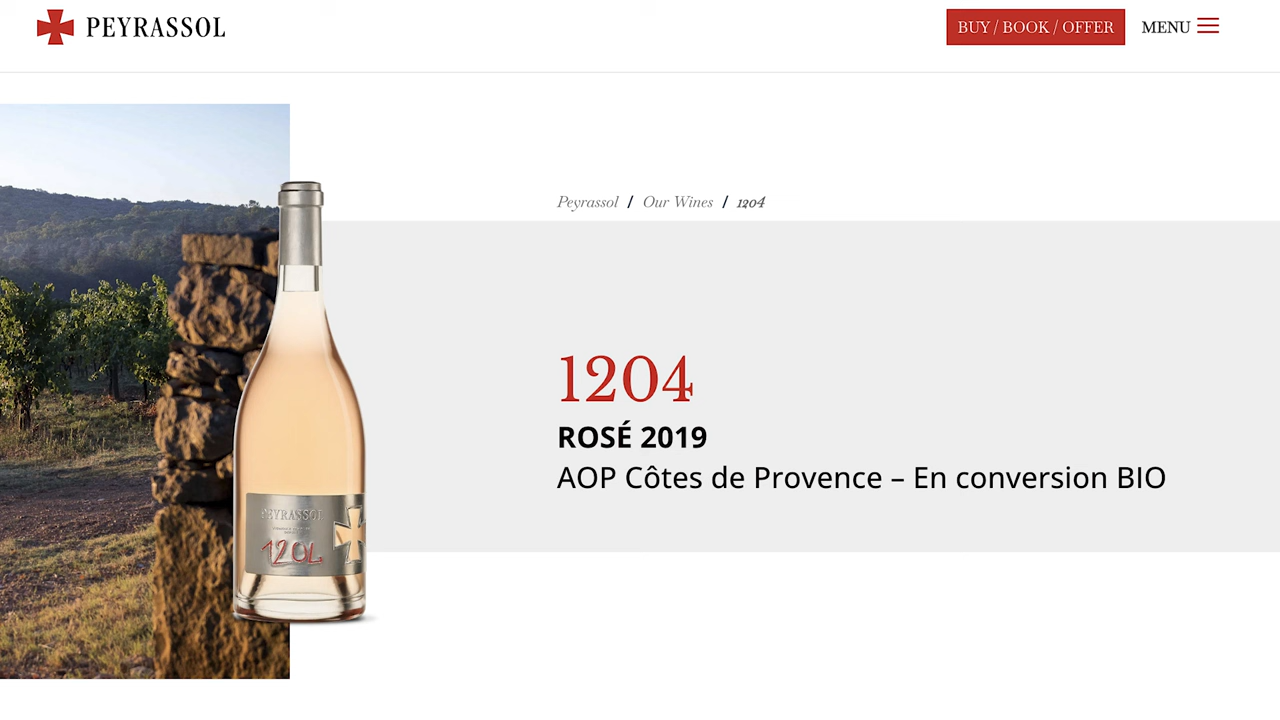 PEYRASSOL
BUY / BOOK / OFFER
MENU
Peyrassol / Our Wines / 1204
1204
ROSÉ 2019
AOP Côtes de Provence – En conversion BIO
PEYRASSOL
1204